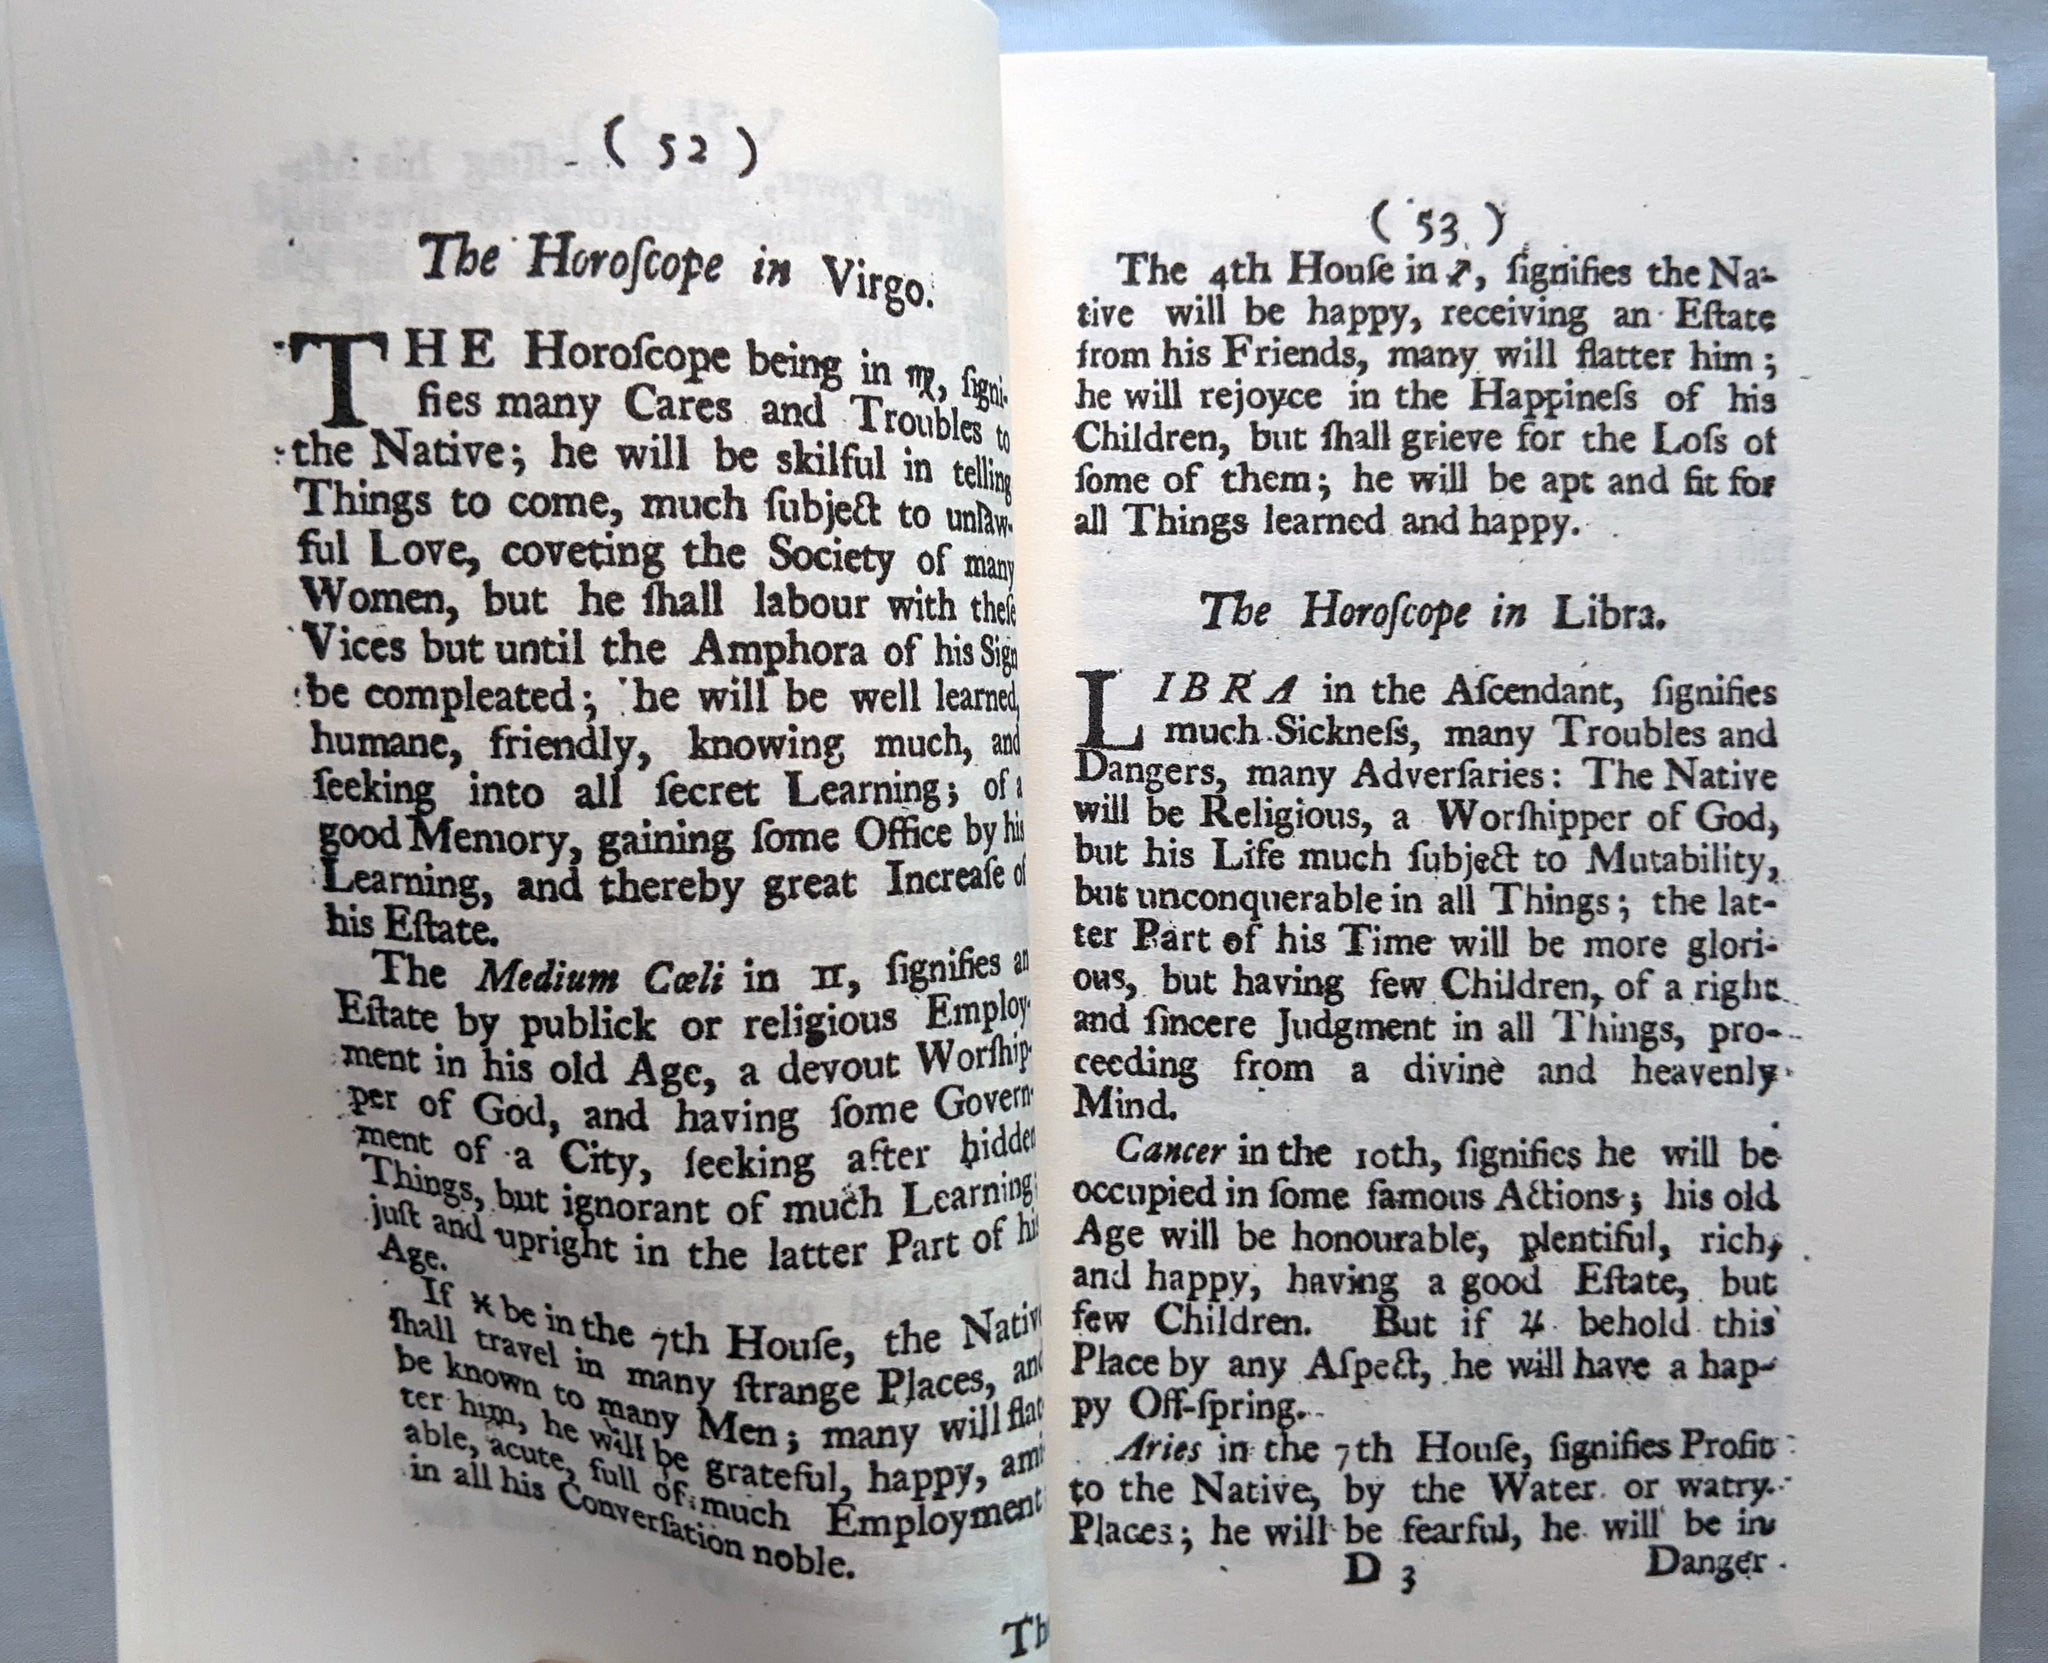 ( 52 )
The Horoſcope in Virgo.
THE Horoſcope being in ♍, ſigni-
fies many Cares and Troubles to
the Native; he will be skilful in telling
Things to come, much ſubject to unlaw-
ful Love, coveting the Society of many
Women, but he ſhall labour with theſe
Vices but until the Amphora of his Sign
be compleated; he will be well learned,
humane, friendly, knowing much, and
ſeeking into all ſecret Learning; of a
good Memory, gaining ſome Office by his
Learning, and thereby great Increaſe of
his Eſtate.
The Medium Cœli in ♊, ſignifies an
Eſtate by publick or religious Employ-
ment in his old Age, a devout Worſhip-
per of God, and having ſome Govern-
ment of a City, ſeeking after hidden
Things, but ignorant of much Learning;
juſt and upright in the latter Part of his
Age.
If ♓ be in the 7th Houſe, the Native
ſhall travel in many ſtrange Places, and
be known to many Men; many will flat-
ter him, he will be grateful, happy, ami-
able, acute, full of much Employment
in all his Converſation noble.
The
( 53 )
The 4th Houſe in ♐, ſignifies the Na-
tive will be happy, receiving an Eſtate
from his Friends, many will flatter him;
he will rejoyce in the Happineſs of his
Children, but ſhall grieve for the Loſs of
ſome of them; he will be apt and fit for
all Things learned and happy.
The Horoſcope in Libra.
LIBRA in the Aſcendant, ſignifies
much Sickneſs, many Troubles and
Dangers, many Adverſaries: The Native
will be Religious, a Worſhipper of God,
but his Life much ſubject to Mutability,
but unconquerable in all Things; the lat-
ter Part of his Time will be more glori-
ous, but having few Children, of a right
and ſincere Judgment in all Things, pro-
ceeding from a divine and heavenly
Mind.
Cancer in the 10th, ſignifies he will be
occupied in ſome famous Actions; his old
Age will be honourable, plentiful, rich,
and happy, having a good Eſtate, but
few Children. But if ♃ behold this
Place by any Aſpect, he will have a hap-
py Off-ſpring.
Aries in the 7th Houſe, ſignifies Profit
to the Native, by the Water or watry
Places; he will be fearful, he will be in
D 3 Danger